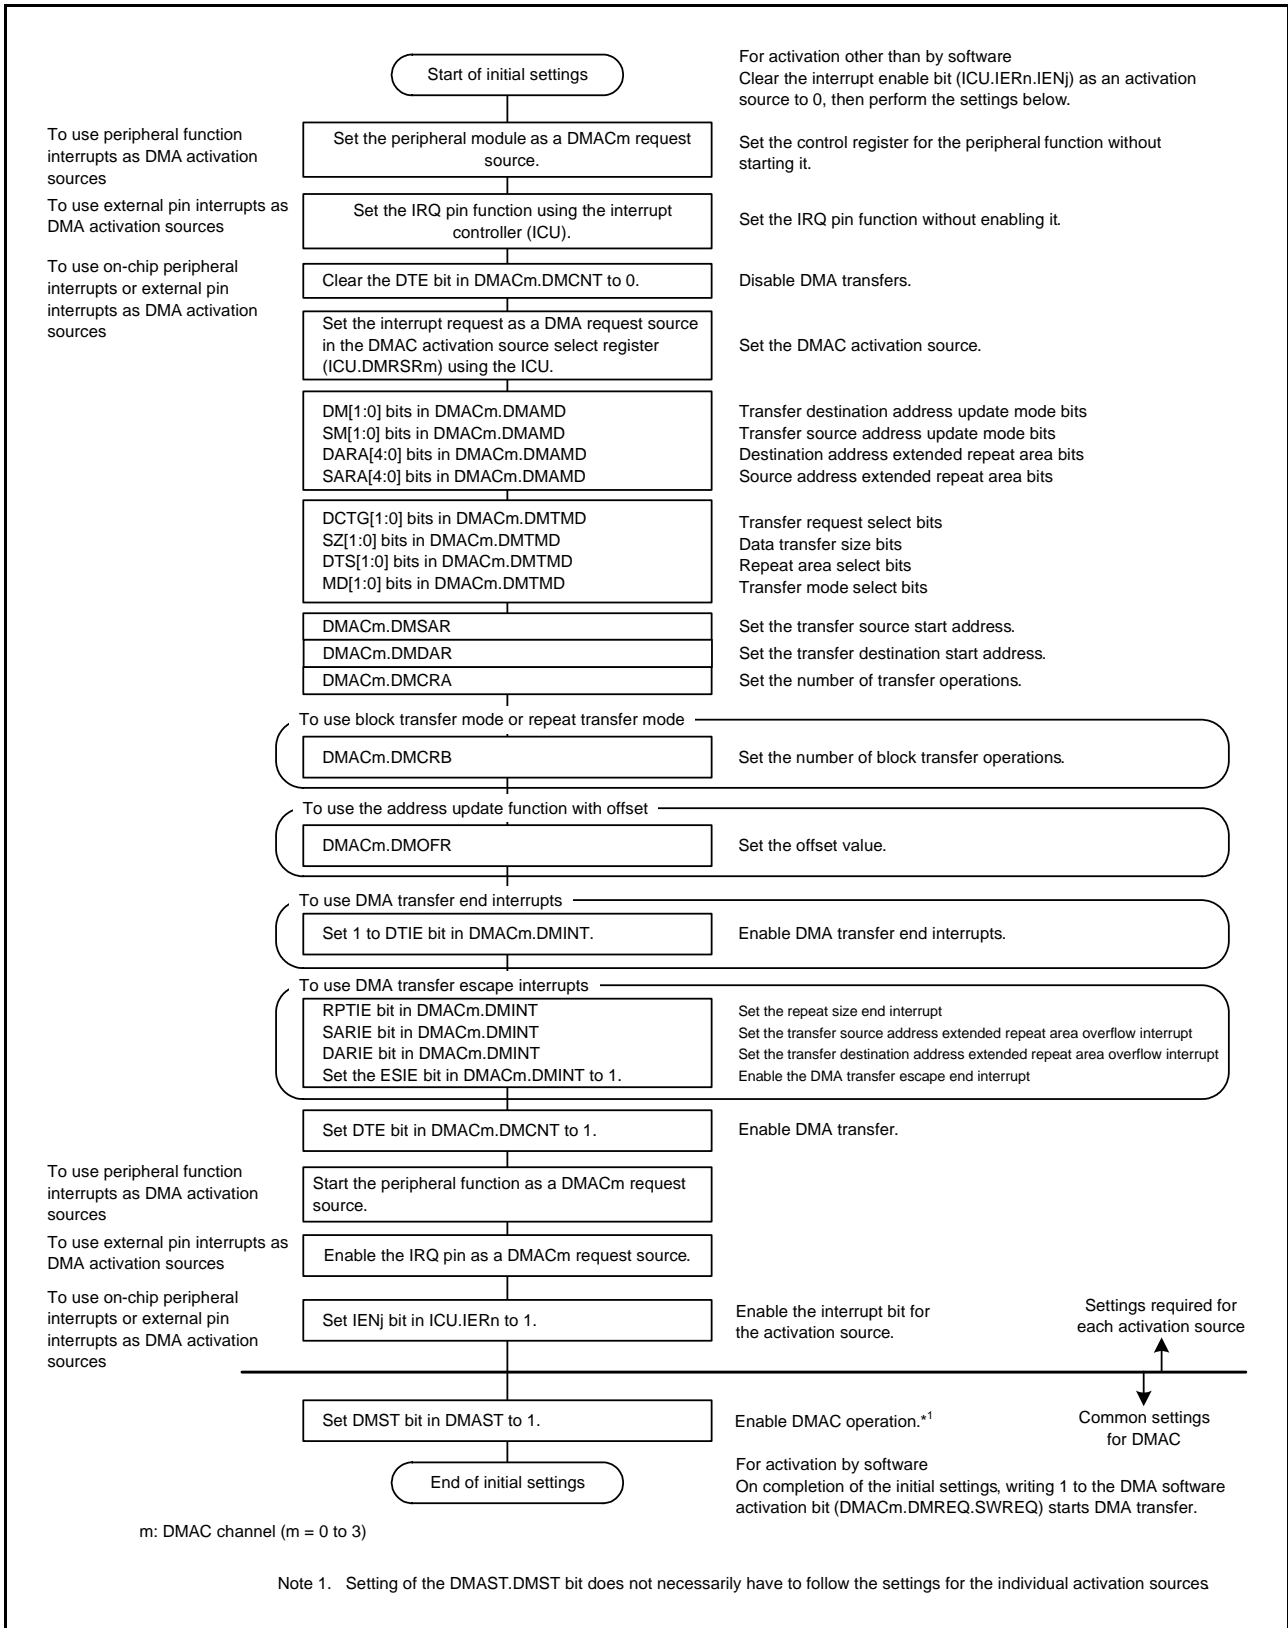 Start of initial settings
For activation other than by software
Clear the interrupt enable bit (ICU.IERn.IENj) as an activation
source to 0, then perform the settings below.
To use peripheral function
interrupts as DMA activation
sources
Set the peripheral module as a DMACm request
source.
Set the control register for the peripheral function without
starting it.
To use external pin interrupts as
DMA activation sources
Set the IRQ pin function using the interrupt
controller (ICU).
Set the IRQ pin function without enabling it.
To use on-chip peripheral
interrupts or external pin
interrupts as DMA activation
sources
Clear the DTE bit in DMACm.DMCNT to 0.
Disable DMA transfers.
Set the interrupt request as a DMA request source
in the DMAC activation source select register
(ICU.DMRSRm) using the ICU.
Set the DMAC activation source.
DM[1:0] bits in DMACm.DMAMD
SM[1:0] bits in DMACm.DMAMD
DARA[4:0] bits in DMACm.DMAMD
SARA[4:0] bits in DMACm.DMAMD
Transfer destination address update mode bits
Transfer source address update mode bits
Destination address extended repeat area bits
Source address extended repeat area bits
DCTG[1:0] bits in DMACm.DMTMD
SZ[1:0] bits in DMACm.DMTMD
DTS[1:0] bits in DMACm.DMTMD
MD[1:0] bits in DMACm.DMTMD
Transfer request select bits
Data transfer size bits
Repeat area select bits
Transfer mode select bits
DMACm.DMSAR
Set the transfer source start address.
DMACm.DMDAR
Set the transfer destination start address.
DMACm.DMCRA
Set the number of transfer operations.
To use block transfer mode or repeat transfer mode
DMACm.DMCRB
Set the number of block transfer operations.
To use the address update function with offset
DMACm.DMOFR
Set the offset value.
To use DMA transfer end interrupts
Set 1 to DTIE bit in DMACm.DMINT.
Enable DMA transfer end interrupts.
To use DMA transfer escape interrupts
RPTIE bit in DMACm.DMINT
SARIE bit in DMACm.DMINT
DARIE bit in DMACm.DMINT
Set the ESIE bit in DMACm.DMINT to 1.
Set the repeat size end interrupt
Set the transfer source address extended repeat area overflow interrupt
Set the transfer destination address extended repeat area overflow interrupt
Enable the DMA transfer escape end interrupt
Set DTE bit in DMACm.DMCNT to 1.
Enable DMA transfer.
To use peripheral function
interrupts as DMA activation
sources
Start the peripheral function as a DMACm request
source.
To use external pin interrupts as
DMA activation sources
Enable the IRQ pin as a DMACm request source.
To use on-chip peripheral
interrupts or external pin
interrupts as DMA activation
sources
Set IENj bit in ICU.IERn to 1.
Enable the interrupt bit for
the activation source.
Settings required for
each activation source
Set DMST bit in DMAST to 1.
Enable DMAC operation.*1
Common settings
for DMAC
End of initial settings
For activation by software
On completion of the initial settings, writing 1 to the DMA software
activation bit (DMACm.DMREQ.SWREQ) starts DMA transfer.
m: DMAC channel (m = 0 to 3)
Note 1. Setting of the DMAST.DMST bit does not necessarily have to follow the settings for the individual activation sources.